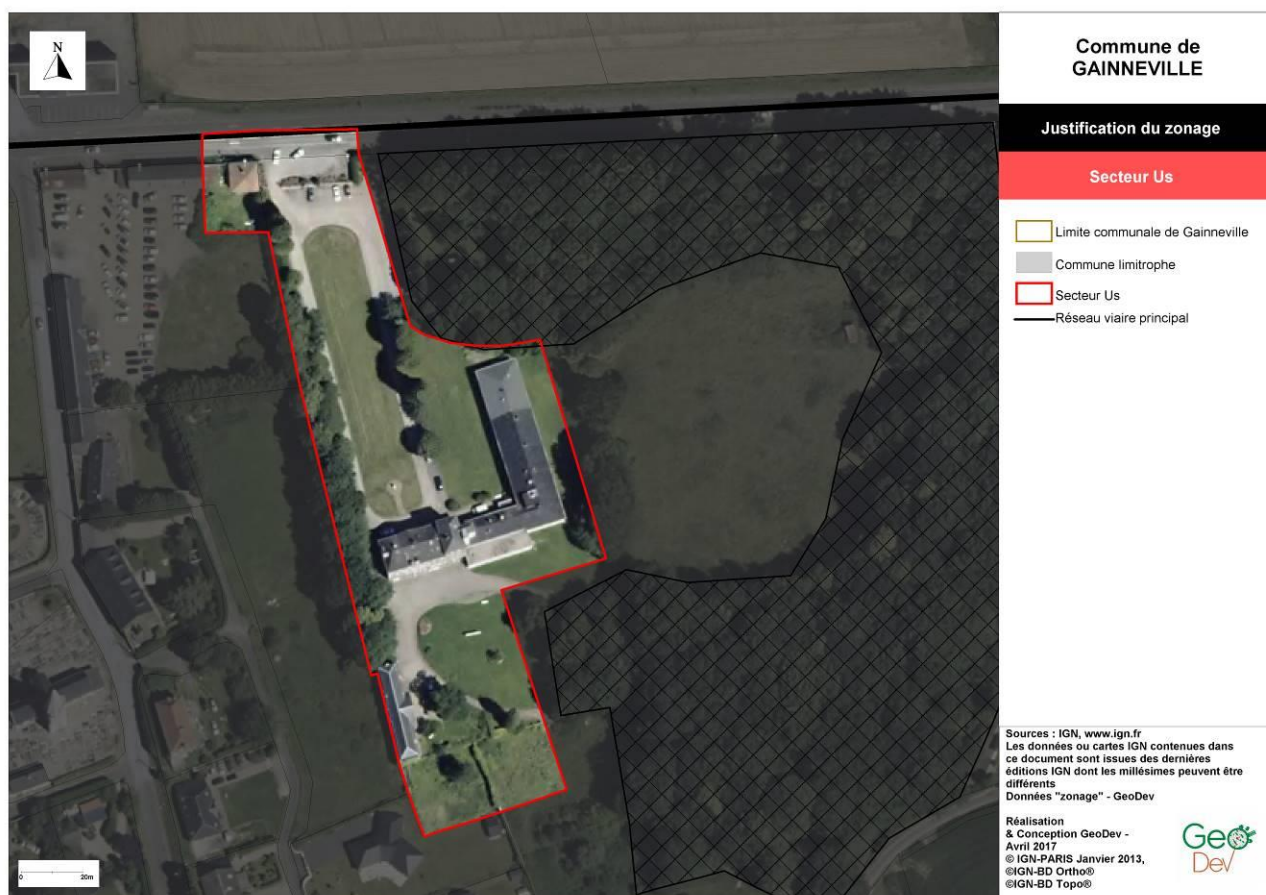 N
Commune de
GAINNEVILLE
Justification du zonage
Secteur Us
Limite communale de Gainneville
Commune limitrophe
Secteur Us
Réseau viaire principal
Sources : IGN, www.ign.fr
Les données ou cartes IGN contenues dans
ce document sont issues des dernières
éditions IGN dont les millésimes peuvent être
différents
Données "zonage" - GeoDev
Réalisation
& Conception GeoDev -
Avril 2017
© IGN-PARIS Janvier 2013,
©IGN-BD Ortho®
©IGN-BD Topo®
Geo
Dev
0 20m